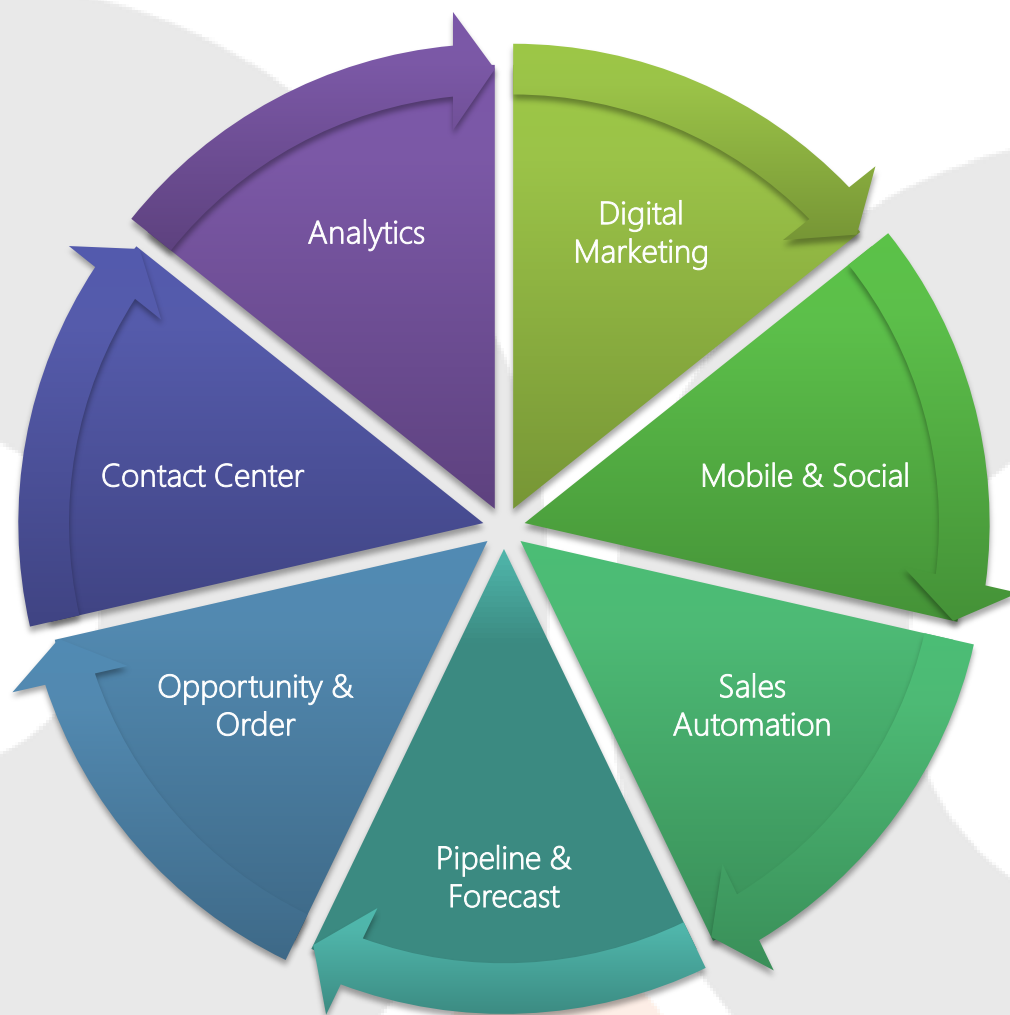 Analytics
Digital
Marketing
Contact Center
Mobile & Social
Opportunity &
Order
Sales
Automation
Pipeline &
Forecast